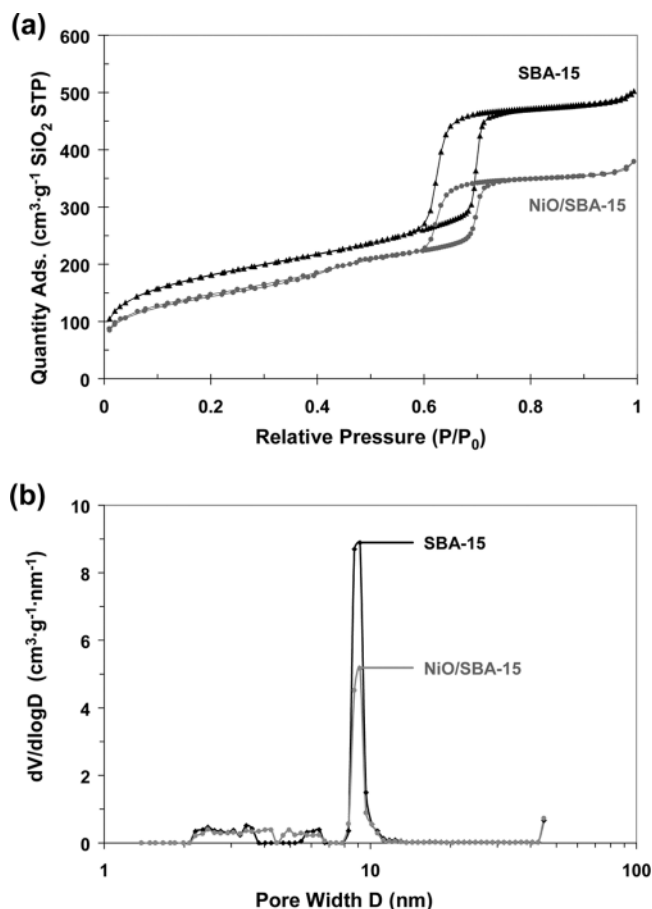 (a)
600
500
400
300
200
100
0
Quantity Ads. (cm³·g⁻¹ SiO₂ STP)
SBA-15
NiO/SBA-15
0 0.2 0.4 0.6 0.8 1
Relative Pressure (P/P₀)
(b)
10
8
6
4
2
0
dV/dlogD (cm³·g⁻¹·nm⁻¹)
SBA-15
NiO/SBA-15
1 10 100
Pore Width D (nm)